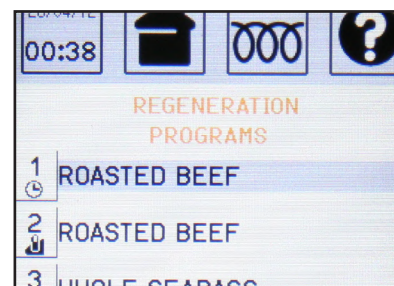 00:38
?
REGENERATION
PROGRAMS
1 ROASTED BEEF
2 ROASTED BEEF
3